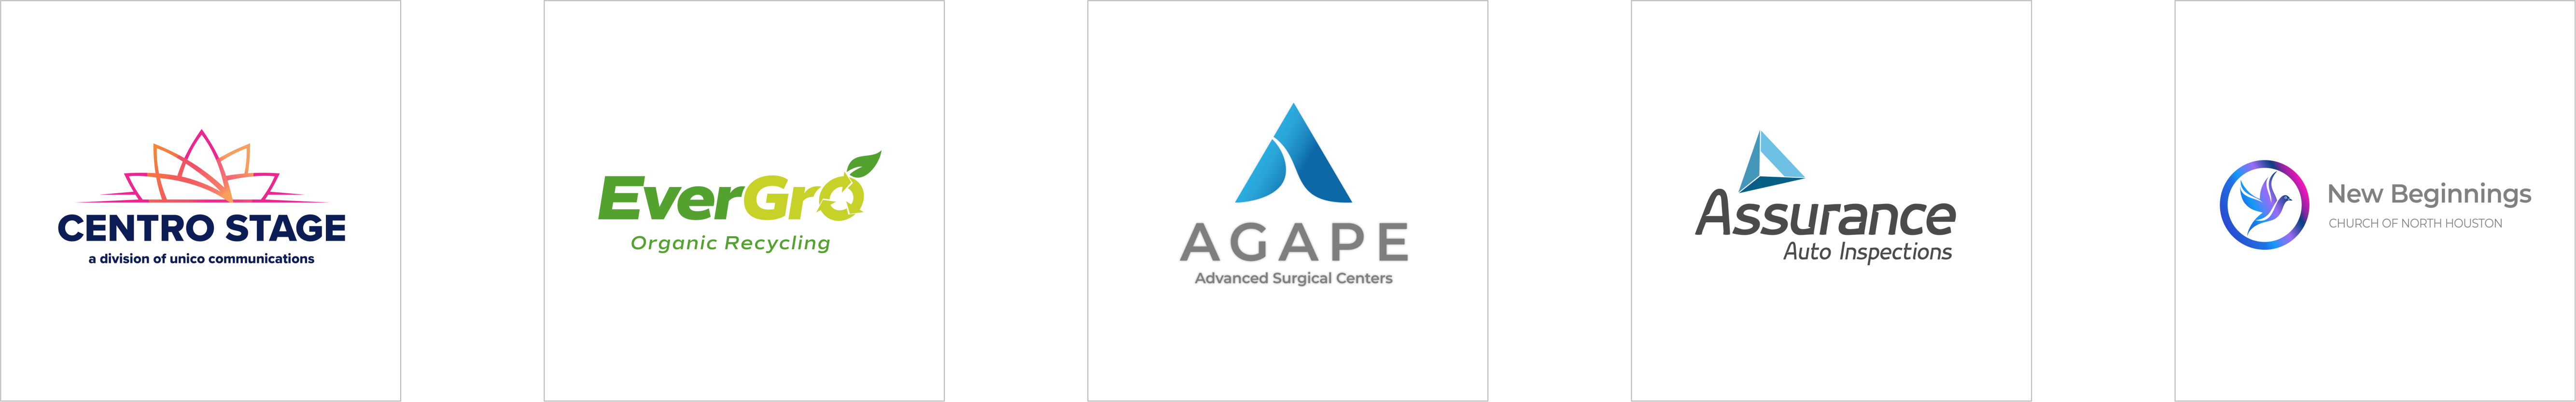 CENTRO STAGE
a division of unico communications
EverGro
Organic Recycling
AGAPE
Advanced Surgical Centers
Assurance
Auto Inspections
New Beginnings
CHURCH OF NORTH HOUSTON